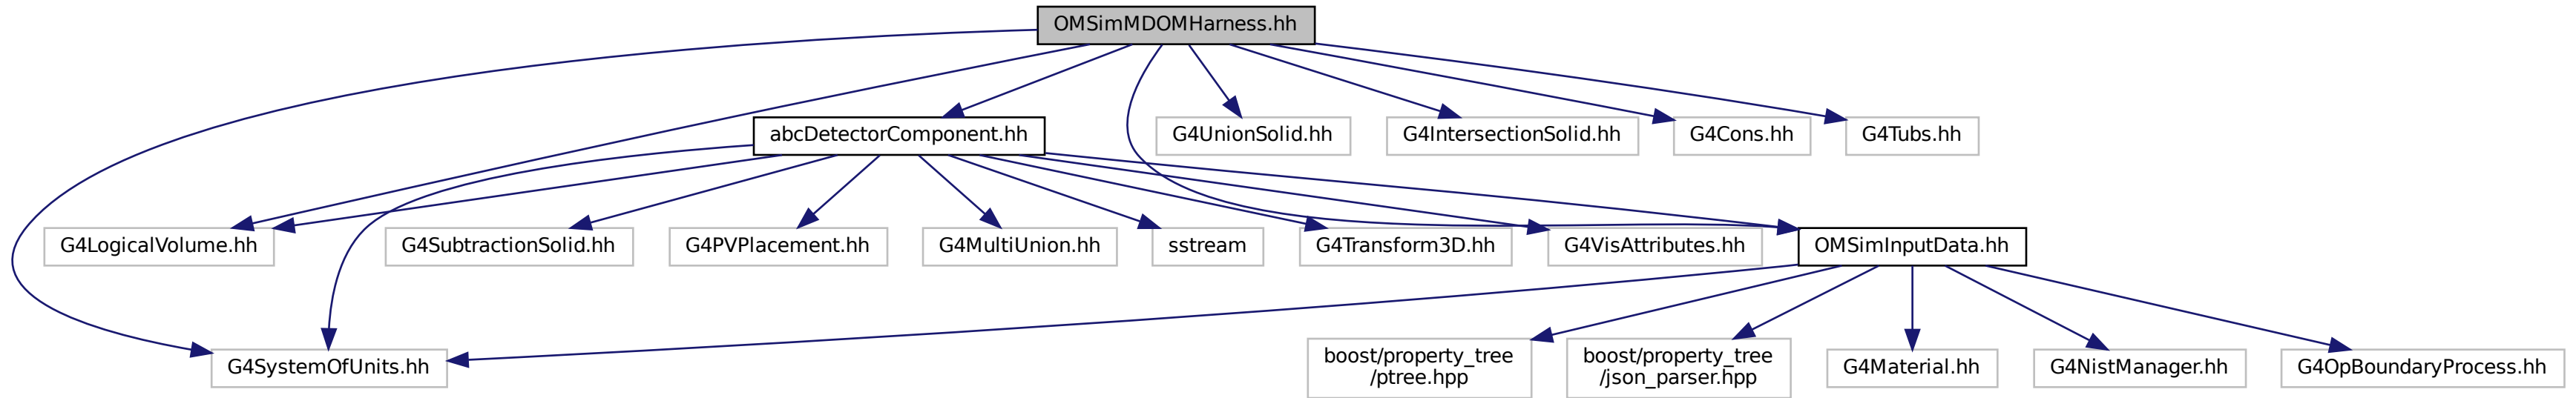 OMSimMDOMHarness.hh
abcDetectorComponent.hh
G4UnionSolid.hh
G4IntersectionSolid.hh
G4Cons.hh
G4Tubs.hh
G4LogicalVolume.hh
G4SubtractionSolid.hh
G4PVPlacement.hh
G4MultiUnion.hh
sstream
G4Transform3D.hh
G4VisAttributes.hh
OMSimInputData.hh
G4SystemOfUnits.hh
boost/property_tree
/ptree.hpp
boost/property_tree
/json_parser.hpp
G4Material.hh
G4NistManager.hh
G4OpBoundaryProcess.hh